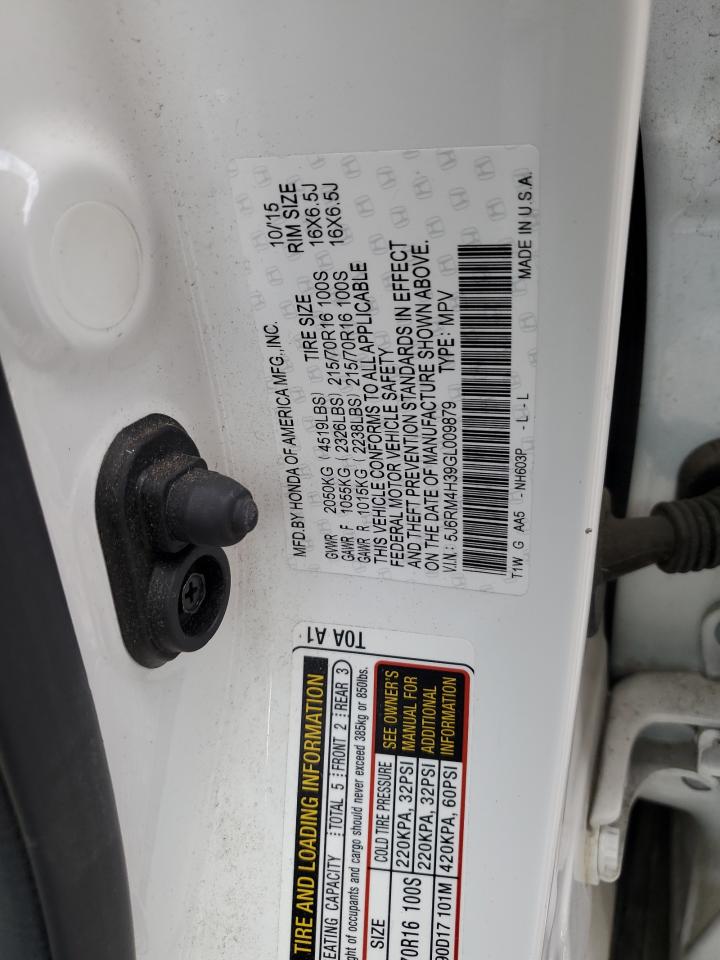 MFD.BY HONDA OF AMERICA MFG.,INC. 10/'15
TIRE SIZE RIM SIZE
GVWR 2050KG (4519LBS)
GAWR F 1055KG (2326LBS) 215/70R16 100S 16X6.5J
GAWR R 1015KG (2238LBS) 215/70R16 100S 16X6.5J
THIS VEHICLE CONFORMS TO ALL APPLICABLE
FEDERAL MOTOR VEHICLE SAFETY
AND THEFT PREVENTION STANDARDS IN EFFECT
ON THE DATE OF MANUFACTURE SHOWN ABOVE.
V.I.N.: 5J6RM4H39GL009879 TYPE: MPV
T1W G AA5 -NH603P -L-L MADE IN U.S.A.
T0A A1
TIRE AND LOADING INFORMATION
EATING CAPACITY TOTAL 5 FRONT 2 REAR 3
ght of occupants and cargo should never exceed 385kg or 850lbs.
SIZE COLD TIRE PRESSURE SEE OWNER'S
70R16 100S 220KPA, 32PSI MANUAL FOR
220KPA, 32PSI ADDITIONAL
90D17 101M 420KPA, 60PSI INFORMATION